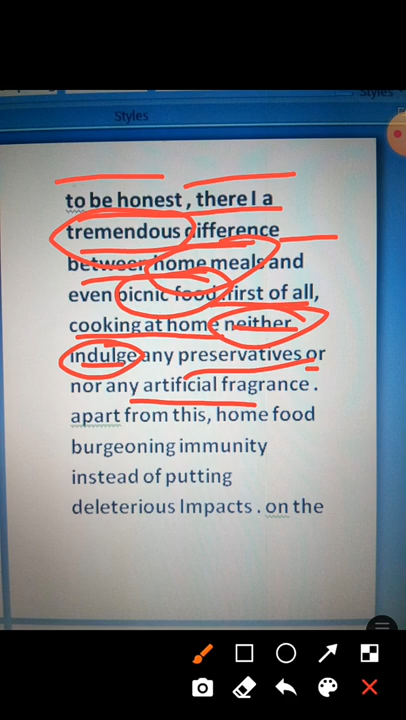 Styles
Styles
to be honest , there I a
tremendous difference
between home meals and
even picnic food, first of all,
cooking at home neither
indulge any preservatives or
nor any artificial fragrance .
apart from this, home food
burgeoning immunity
instead of putting
deleterious Impacts . on the